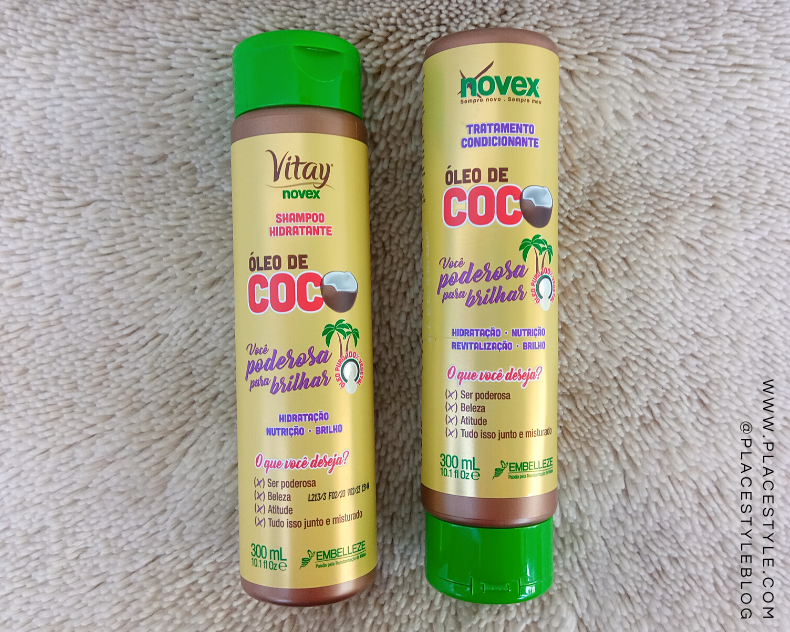 Vitay
novex
SHAMPOO
HIDRATANTE
ÓLEO DE
COCO
Você
poderosa
para brilhar
HIDRATAÇÃO
NUTRIÇÃO · BRILHO
O que você deseja?
(X) Ser poderosa
(X) Beleza
(X) Atitude
(X) Tudo isso junto e misturado
300 mL
10.1 fl Oz e
EMBELLEZE
novex
Sempre novo. Sempre meu
TRATAMENTO
CONDICIONANTE
ÓLEO DE
COCO
Você
poderosa
para brilhar
HIDRATAÇÃO · NUTRIÇÃO
REVITALIZAÇÃO · BRILHO
O que você deseja?
(X) Ser poderosa
(X) Beleza
(X) Atitude
(X) Tudo isso junto e misturado
300 mL
10.1 fl Oz e
EMBELLEZE
WWW.PLACESTYLE.COM
@PLACESTYLEBLOG